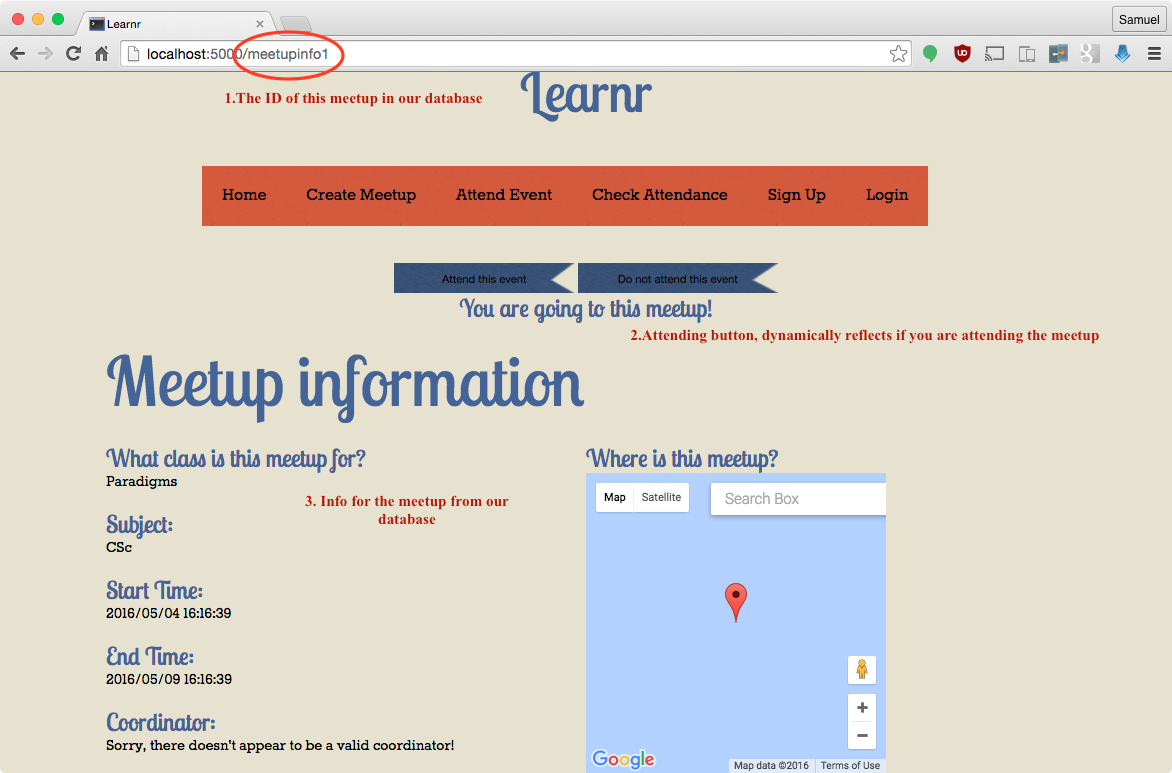 Learnr
Samuel
localhost:5000/meetupinfo1
1.The ID of this meetup in our database
Learnr
Home Create Meetup Attend Event Check Attendance Sign Up Login
Attend this event Do not attend this event
You are going to this meetup!
2.Attending button, dynamically reflects if you are attending the meetup
Meetup information
What class is this meetup for?
Paradigms
3. Info for the meetup from our
database
Subject:
CSc
Start Time:
2016/05/04 16:16:39
End Time:
2016/05/09 16:16:39
Coordinator:
Sorry, there doesn't appear to be a valid coordinator!
Where is this meetup?
Map Satellite Search Box
Google Map data ©2016 Terms of Use